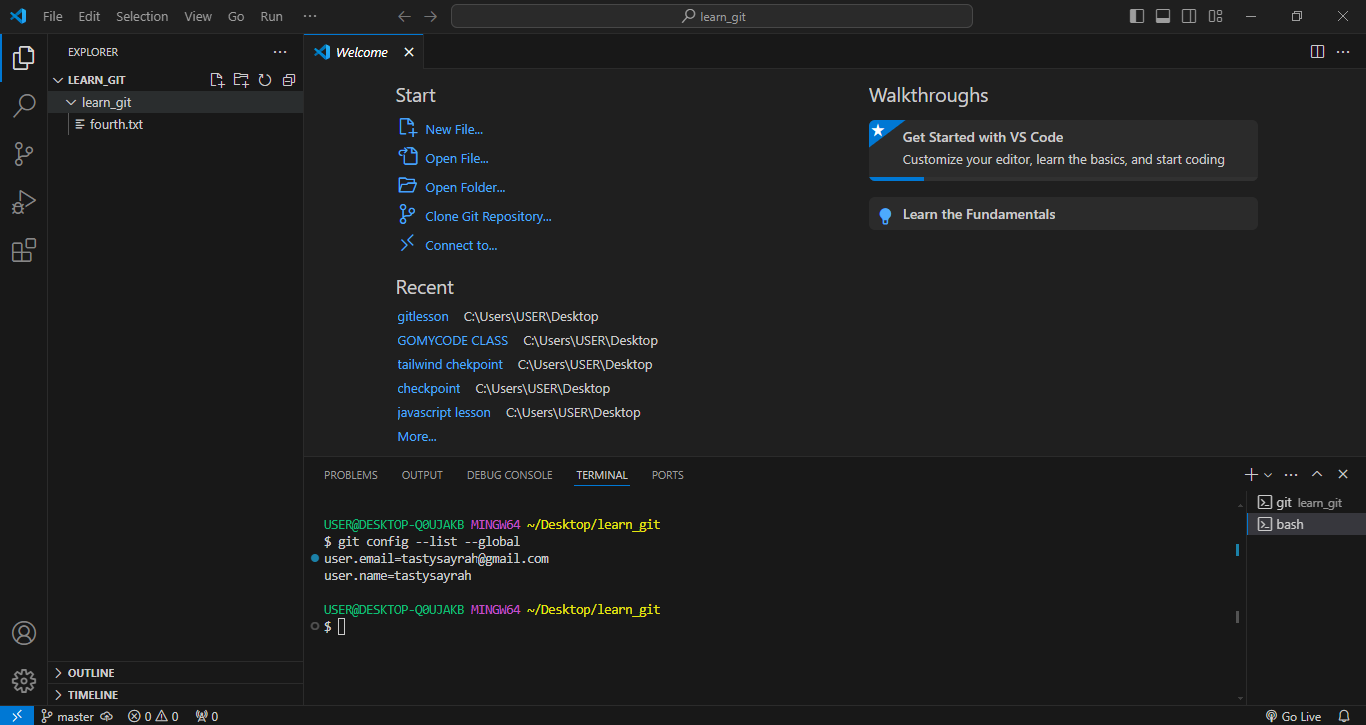 File Edit Selection View Go Run ···
learn_git
EXPLORER
LEARN_GIT
learn_git
fourth.txt
OUTLINE
TIMELINE
Welcome
Start
New File...
Open File...
Open Folder...
Clone Git Repository...
Connect to...
Recent
gitlesson C:\Users\USER\Desktop
GOMYCODE CLASS C:\Users\USER\Desktop
tailwind chekpoint C:\Users\USER\Desktop
checkpoint C:\Users\USER\Desktop
javascript lesson C:\Users\USER\Desktop
More...
Walkthroughs
Get Started with VS Code
Customize your editor, learn the basics, and start coding
Learn the Fundamentals
PROBLEMS OUTPUT DEBUG CONSOLE TERMINAL PORTS
USER@DESKTOP-Q0UJAKB MINGW64 ~/Desktop/learn_git
$ git config --list --global
user.email=tastysayrah@gmail.com
user.name=tastysayrah
USER@DESKTOP-Q0UJAKB MINGW64 ~/Desktop/learn_git
$
git learn_git
bash
master 0 0 0 Go Live